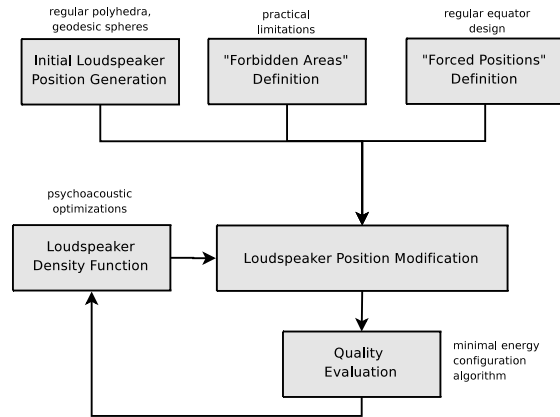 regular polyhedra,
geodesic spheres
Initial Loudspeaker
Position Generation
practical
limitations
"Forbidden Areas"
Definition
regular equator
design
"Forced Positions"
Definition
psychoacoustic
optimizations
Loudspeaker
Density Function
Loudspeaker Position Modification
Quality
Evaluation
minimal energy
configuration
algorithm